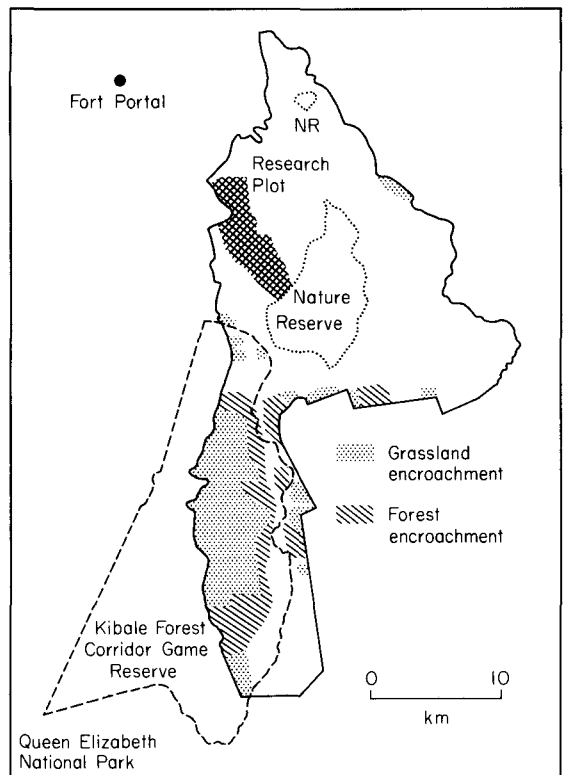 Fort Portal
NR
Research
Plot
Nature
Reserve
Grassland
encroachment
Forest
encroachment
Kibale Forest
Corridor Game
Reserve
0 10
km
Queen Elizabeth
National Park